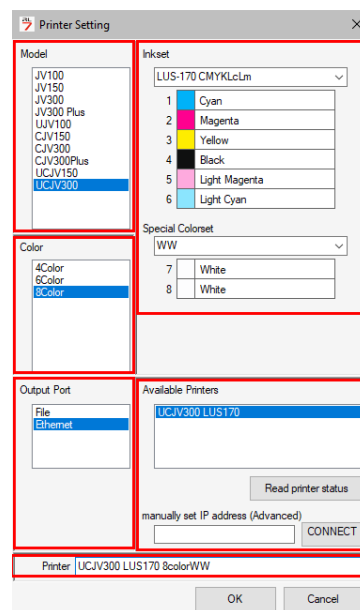 Printer Setting
Model
JV100
JV150
JV300
JV300 Plus
UJV100
CJV150
CJV300
CJV300Plus
UCJV150
UCJV300
Inkset
LUS-170 CMYKLcLm
1 Cyan
2 Magenta
3 Yellow
4 Black
5 Light Magenta
6 Light Cyan
Special Colorset
WW
7 White
8 White
Color
4Color
6Color
8Color
Output Port
File
Ethernet
Available Printers
UCJV300 LUS170
Read printer status
manually set IP address (Advanced)
CONNECT
Printer UCJV300 LUS170 8colorWW
OK Cancel